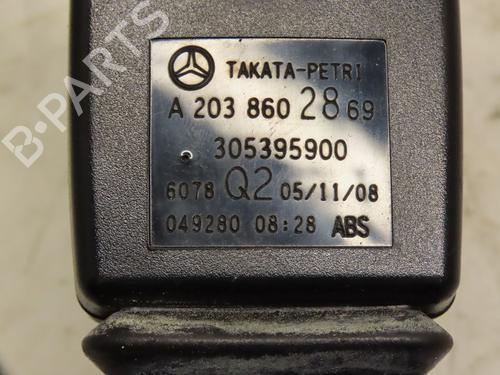 B-PARTS
TAKATA-PETRI
A 203 860 28 69
305395900
6078 Q2 05/11/08
049280 08:28 ABS